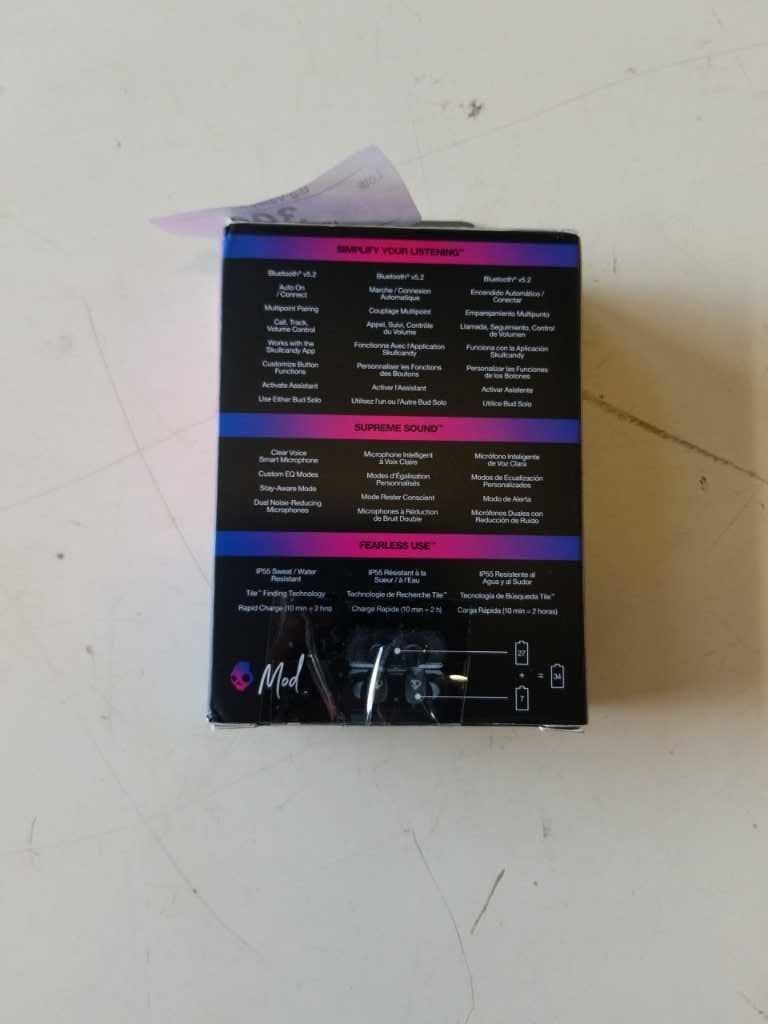 SIMPLIFY YOUR LISTENING™
Bluetooth® v5.2
Auto On
/ Connect
Multipoint Pairing
Call, Track,
Volume Control
Works with the
Skullcandy App
Customize Button
Functions
Activate Assistant
Use Either Bud Solo
Bluetooth® v5.2
Marche / Connexion
Automatique
Couplage Multipoint
Appel, Suivi, Contrôle
du Volume
Fonctionne Avec l'Application
Skullcandy
Personnaliser les Fonctions
des Boutons
Activer l'Assistant
Utilisez l'un ou l'Autre Bud Solo
Bluetooth® v5.2
Encendido Automático /
Conectar
Emparejamiento Multipunto
Llamada, Seguimiento, Control
de Volumen
Funciona con la Aplicación
Skullcandy
Personalizar las Funciones
de los Botones
Activar Asistente
Utilice Bud Solo
SUPREME SOUND™
Clear Voice
Smart Microphone
Custom EQ Modes
Stay-Aware Mode
Dual Noise-Reducing
Microphones
Microphone Intelligent
à Voix Claire
Modes d'Égalisation
Personnalisés
Mode Rester Conscient
Microphones à Réduction
de Bruit Double
Micrófono Inteligente
de Voz Clara
Modos de Ecualización
Personalizados
Modo de Alerta
Micrófonos Duales con
Reducción de Ruido
FEARLESS USE™
IP55 Sweat / Water
Resistant
Tile™ Finding Technology
Rapid Charge (10 min = 2 hrs)
IP55 Résistant à la
Sueur / à l'Eau
Technologie de Recherche Tile™
Charge Rapide (10 min = 2 h)
IP55 Resistente al
Agua y al Sudor
Tecnología de Búsqueda Tile™
Carga Rápida (10 min = 2 horas)
Mod
27
+ = 34
7